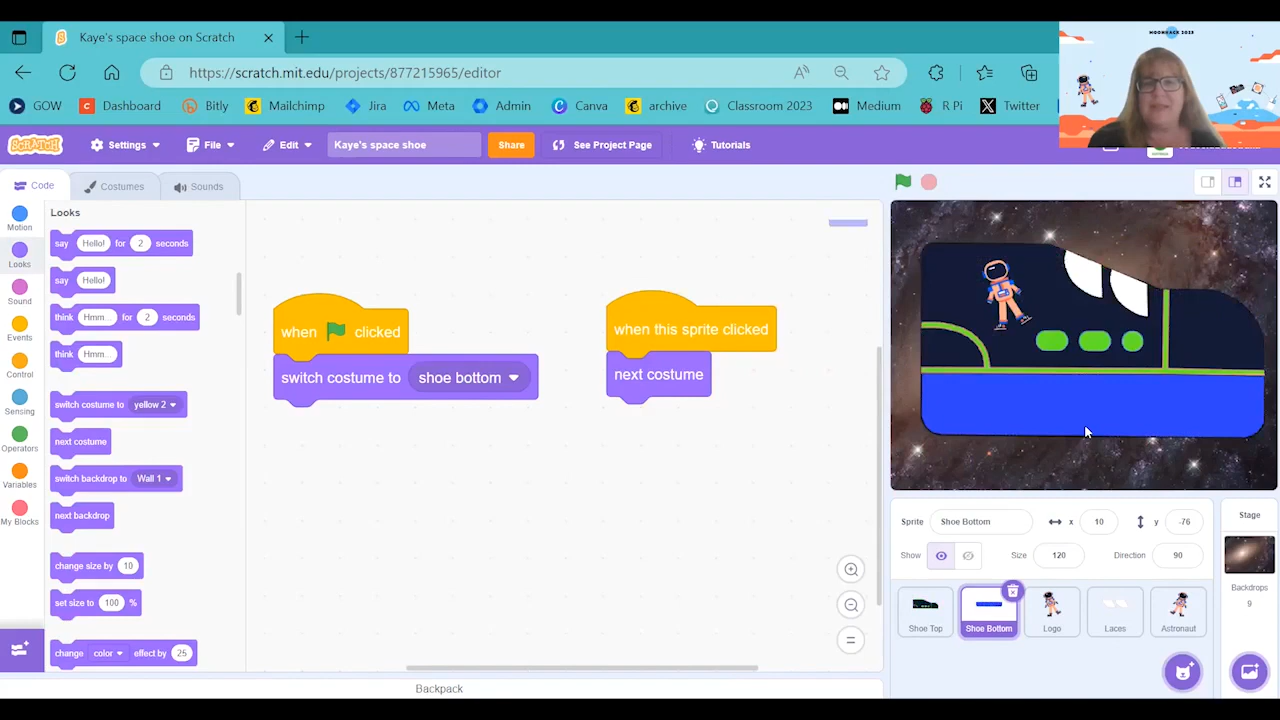 Kaye's space shoe on Scratch
https://scratch.mit.edu/projects/877215965/editor
MOONHACK 2023
GOW Dashboard Bitly Mailchimp Jira Meta Admin Canva archive Classroom 2023 Medium R Pi Twitter
SCRATCH Settings File Edit Kaye's space shoe Share See Project Page Tutorials
Code Costumes Sounds
Motion
Looks
Sound
Events
Control
Sensing
Operators
Variables
My Blocks
Looks
say Hello! for 2 seconds
say Hello!
think Hmm... for 2 seconds
think Hmm...
switch costume to yellow 2
next costume
switch backdrop to Wall 1
next backdrop
change size by 10
set size to 100 %
change color effect by 25
when clicked
switch costume to shoe bottom
when this sprite clicked
next costume
Backpack
Sprite Shoe Bottom x 10 y -76
Show Size 120 Direction 90
Shoe Top Shoe Bottom Logo Laces Astronaut
Stage
Backdrops
9